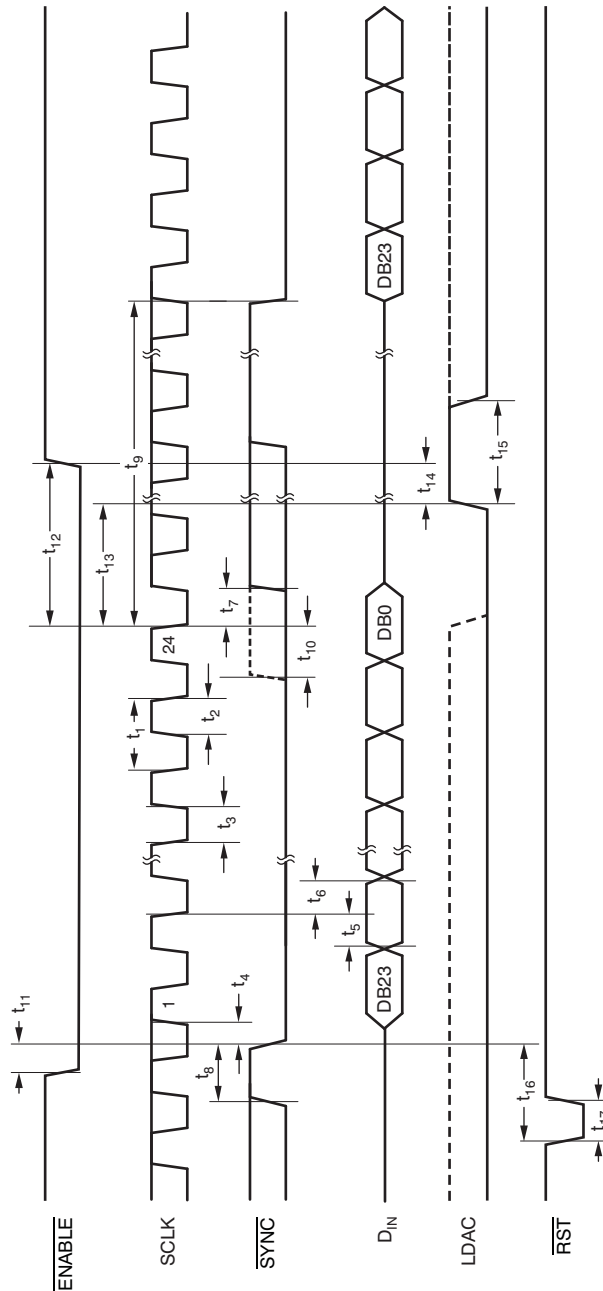 t11
ENABLE
t12
t9
t13
SCLK
1
24
t1
t2
t3
t4
t8
t7
SYNC
t10
t6
t5
DIN
DB23
DB0
DB23
t14
LDAC
t15
t16
RST
t17